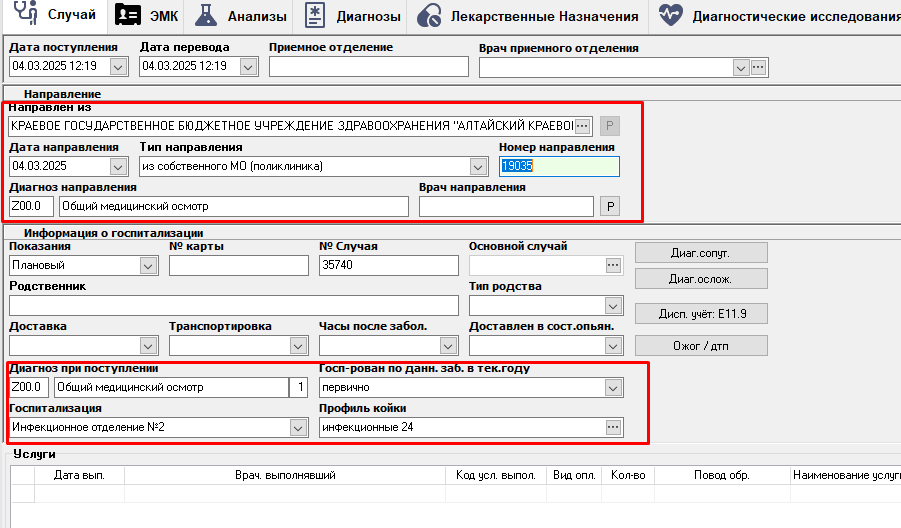 Случай ЭМК Анализы Диагнозы Лекарственные Назначения Диагностические исследования
Дата поступления Дата перевода Приемное отделение Врач приемного отделения
04.03.2025 12:19 04.03.2025 12:19
Направление
Направлен из
КРАЕВОЕ ГОСУДАРСТВЕННОЕ БЮДЖЕТНОЕ УЧРЕЖДЕНИЕ ЗДРАВООХРАНЕНИЯ "АЛТАЙСКИЙ КРАЕВОЙ ... P
Дата направления Тип направления Номер направления
04.03.2025 из собственного МО (поликлиника) 19035
Диагноз направления Врач направления
Z00.0 Общий медицинский осмотр P
Информация о госпитализации
Показания № карты № Случая Основной случай
Диаг.сопут.
Плановый 35740
Диаг.ослож.
Родственник Тип родства
Дисп. учёт: E11.9
Доставка Транспортировка Часы после забол. Доставлен в сост.опьян.
Ожог / дтп
Диагноз при поступлении Госп-рован по данн. заб. в тек.году
Z00.0 Общий медицинский осмотр 1 первично
Госпитализация Профиль койки
Инфекционное отделение №2 инфекционные 24
Услуги
Дата вып. Врач. выполнявший Код усл. выпол. Вид опл. Кол-во Повод обр. Наименование услуг